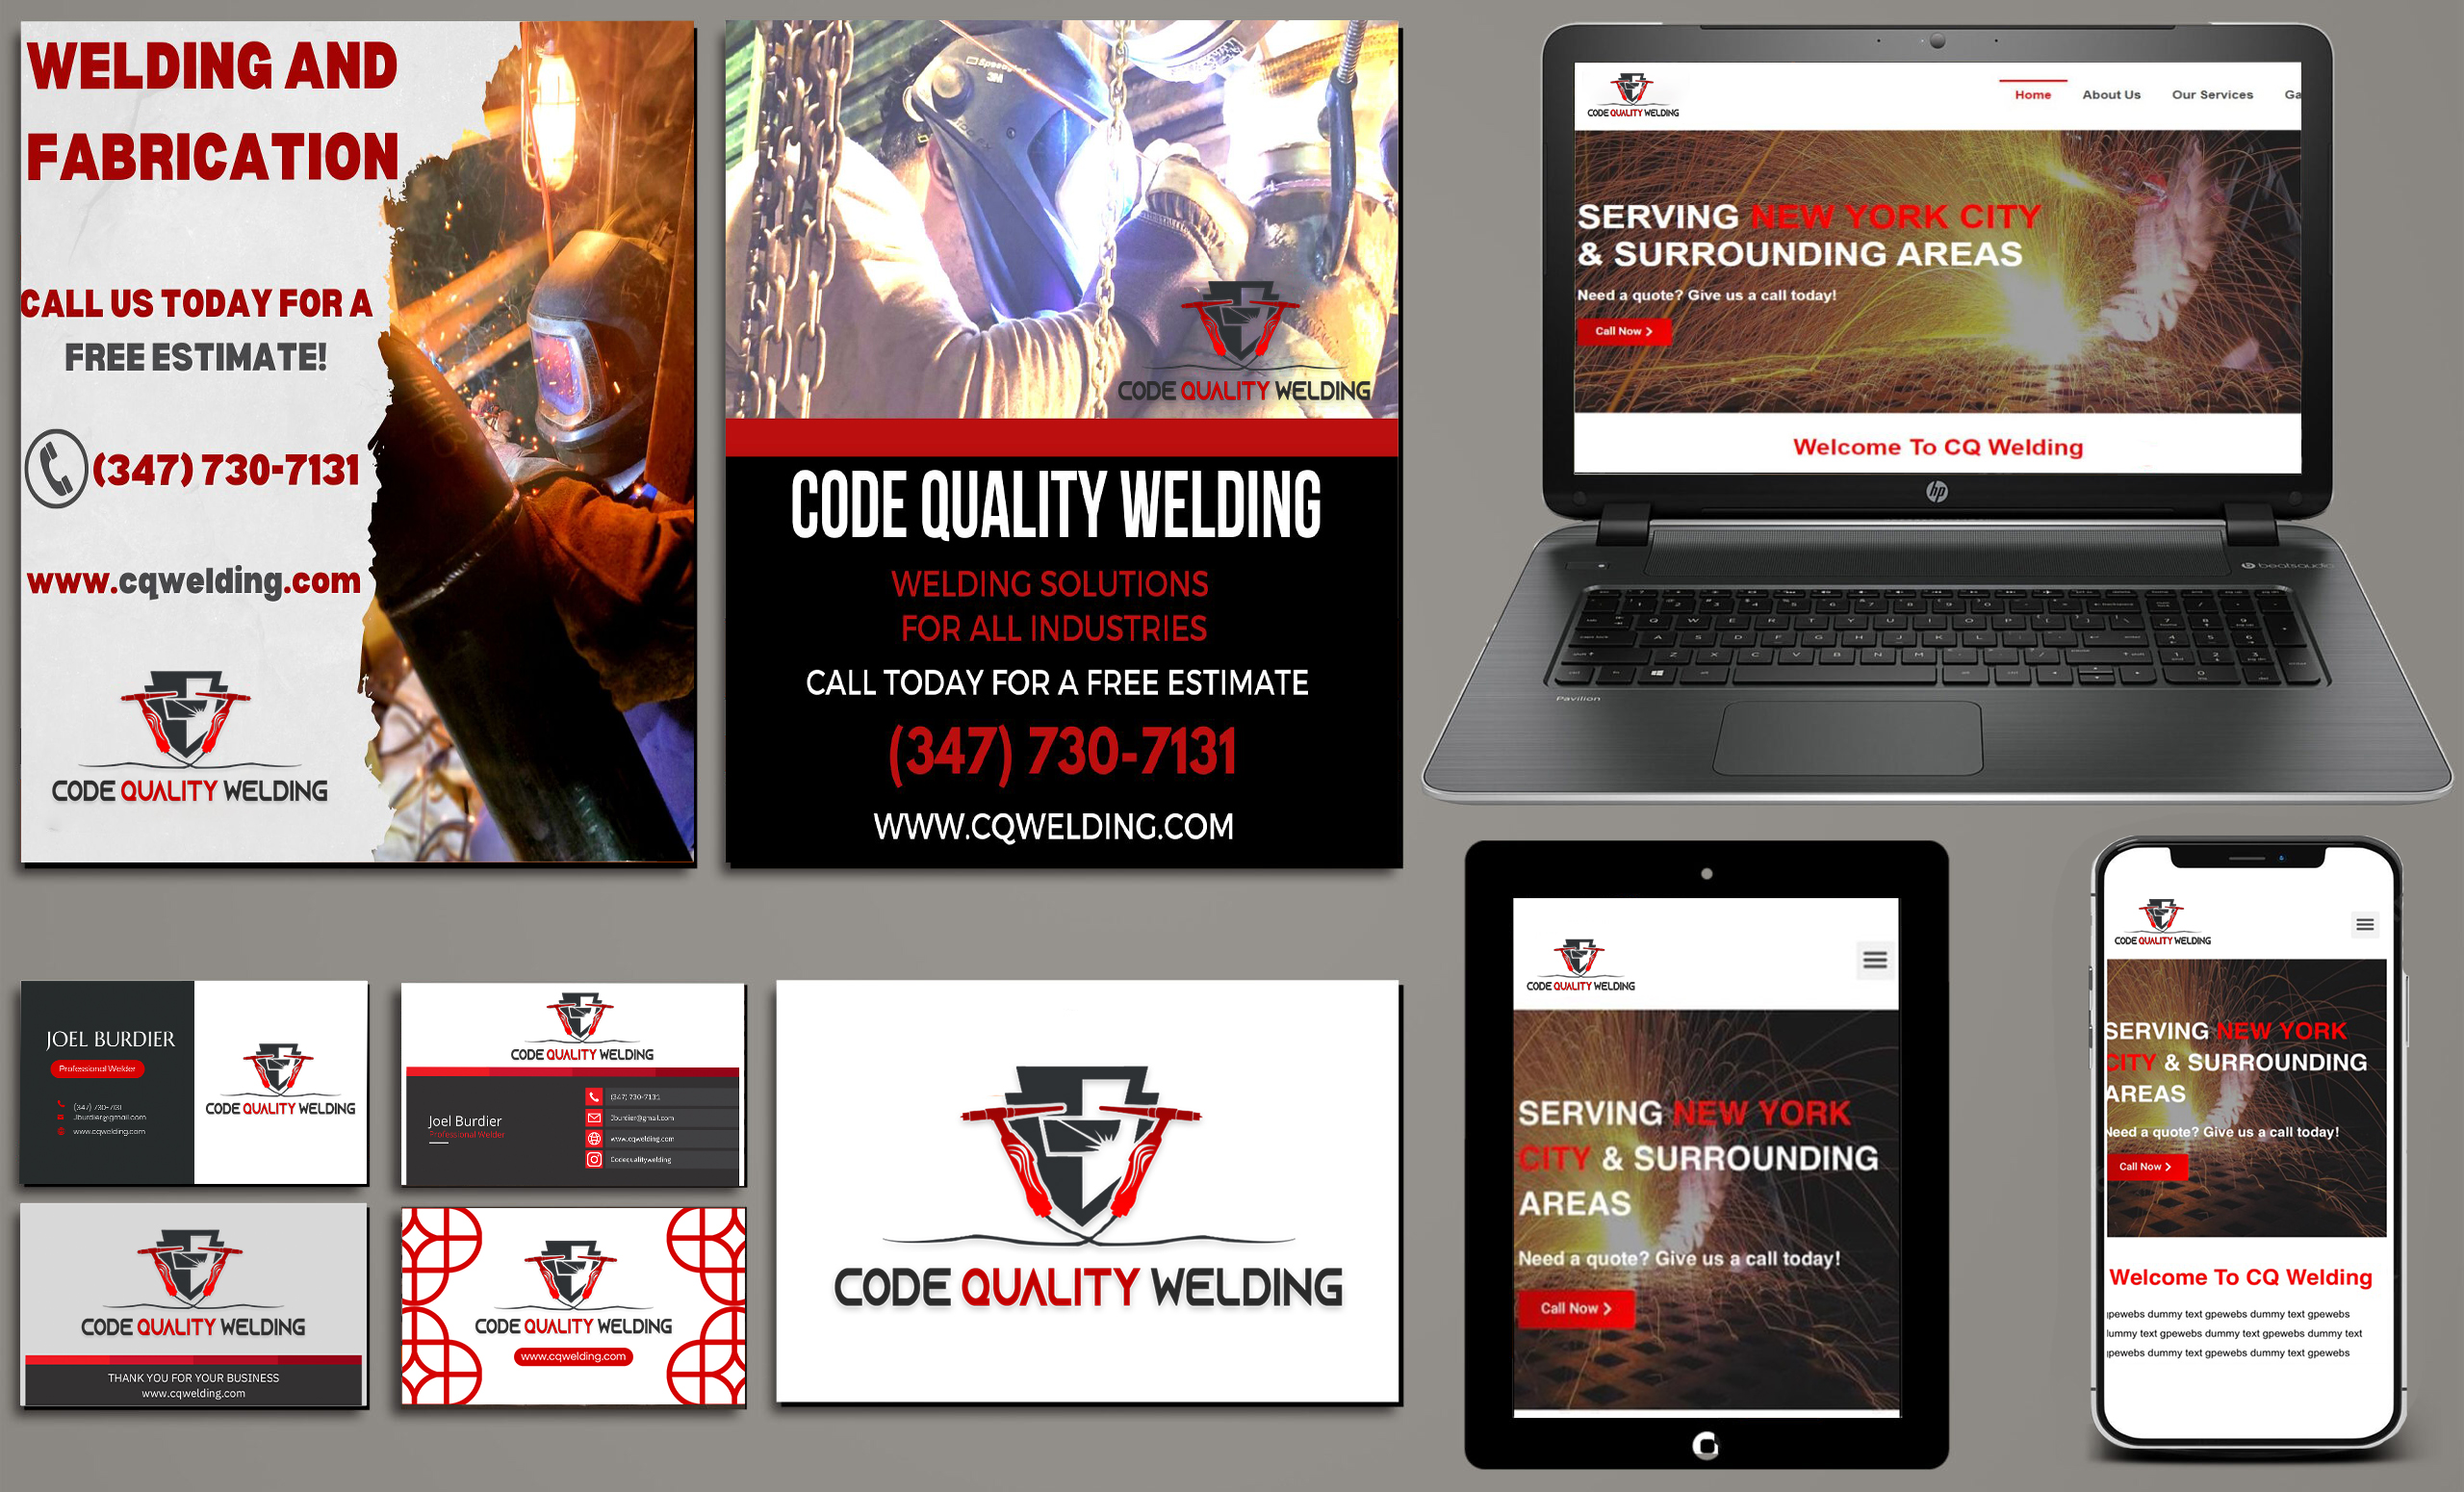 WELDING AND
FABRICATION
CALL US TODAY FOR A
FREE ESTIMATE!
(347) 730-7131
www.cqwelding.com
CODE QUALITY WELDING
3M
CODE QUALITY WELDING
CODE QUALITY WELDING
WELDING SOLUTIONS
FOR ALL INDUSTRIES
CALL TODAY FOR A FREE ESTIMATE
(347) 730-7131
WWW.CQWELDING.COM
CODE QUALITY WELDING
Home About Us Our Services Ga
SERVING NEW YORK CITY
& SURROUNDING AREAS
Need a quote? Give us a call today!
Call Now
Welcome To CQ Welding
hp
beatsaudio
Q W E R T Y U I O P
A S D F G H J K L
Z X C V B N M
Pavilion
JOEL BURDIER
Professional Welder
(347) 730-7131
Jburdier@gmail.com
www.cqwelding.com
CODE QUALITY WELDING
CODE QUALITY WELDING
Joel Burdier
Professional Welder
(347) 730-7131
Jburdier@gmail.com
www.cqwelding.com
Codequalitywelding
CODE QUALITY WELDING
THANK YOU FOR YOUR BUSINESS
www.cqwelding.com
CODE QUALITY WELDING
www.cqwelding.com
CODE QUALITY WELDING
CODE QUALITY WELDING
SERVING NEW YORK
CITY & SURROUNDING
AREAS
Need a quote? Give us a call today!
Call Now
CODE QUALITY WELDING
SERVING NEW YORK
CITY & SURROUNDING
AREAS
Need a quote? Give us a call today!
Call Now
Welcome To CQ Welding
gpewebs dummy text gpewebs dummy text gpewebs
dummy text gpewebs dummy text gpewebs dummy text
gpewebs dummy text gpewebs dummy text gpewebs